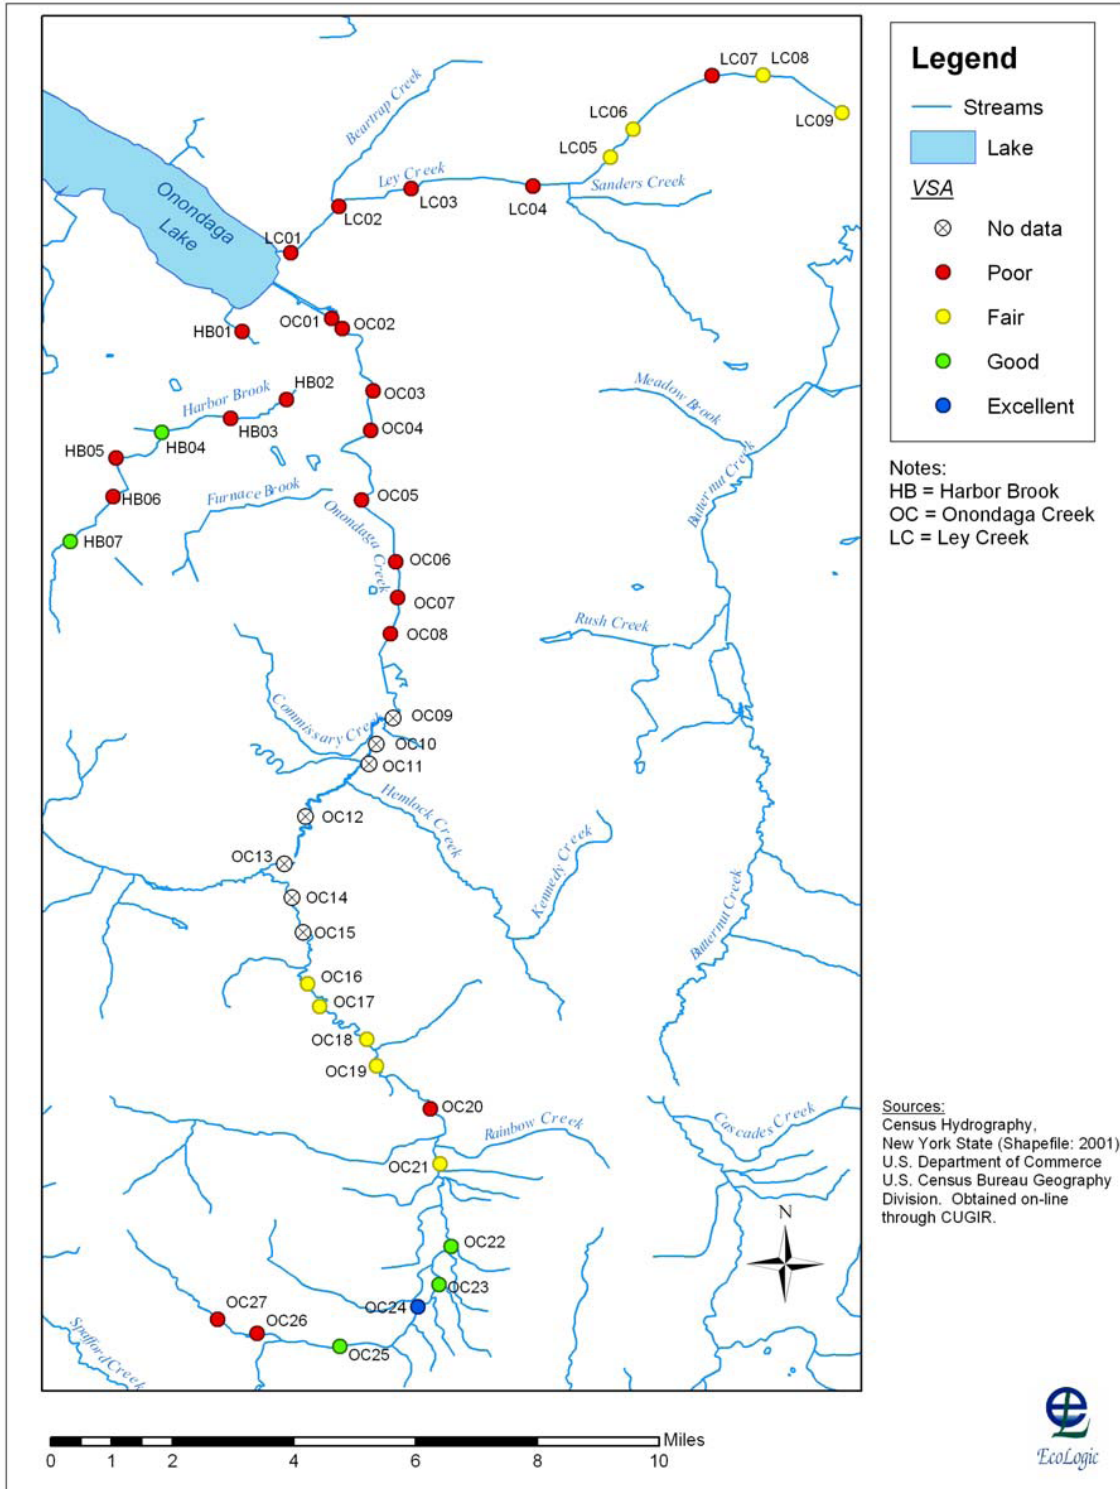 Legend
Streams
Lake
VSA
No data
Poor
Fair
Good
Excellent
Notes:
HB = Harbor Brook
OC = Onondaga Creek
LC = Ley Creek
Sources:
Census Hydrography,
New York State (Shapefile: 2001)
U.S. Department of Commerce
U.S. Census Bureau Geography
Division. Obtained on-line
through CUGIR.
LC07
LC08
Beartrap Creek
LC06
LC09
LC05
Ley Creek
Sanders Creek
LC03
LC04
LC02
Onondaga
Lake
LC01
OC01
OC02
HB01
HB02
OC03
Meadow Brook
Harbor Brook
HB03
OC04
HB04
HB05
Butternut Creek
HB06
Furnace Brook
OC05
Onondaga Creek
HB07
OC06
OC07
Rush Creek
OC08
Commissary Creek
OC09
OC10
OC11
Hemlock Creek
OC12
Kennedy Creek
OC13
OC14
Butternut Creek
OC15
OC16
OC17
OC18
OC19
OC20
Rainbow Creek
Cascades Creek
OC21
N
OC22
OC23
OC24
OC27
OC26
OC25
Spafford Creek
Miles
0 2 4 6 8 10
EcoLogic